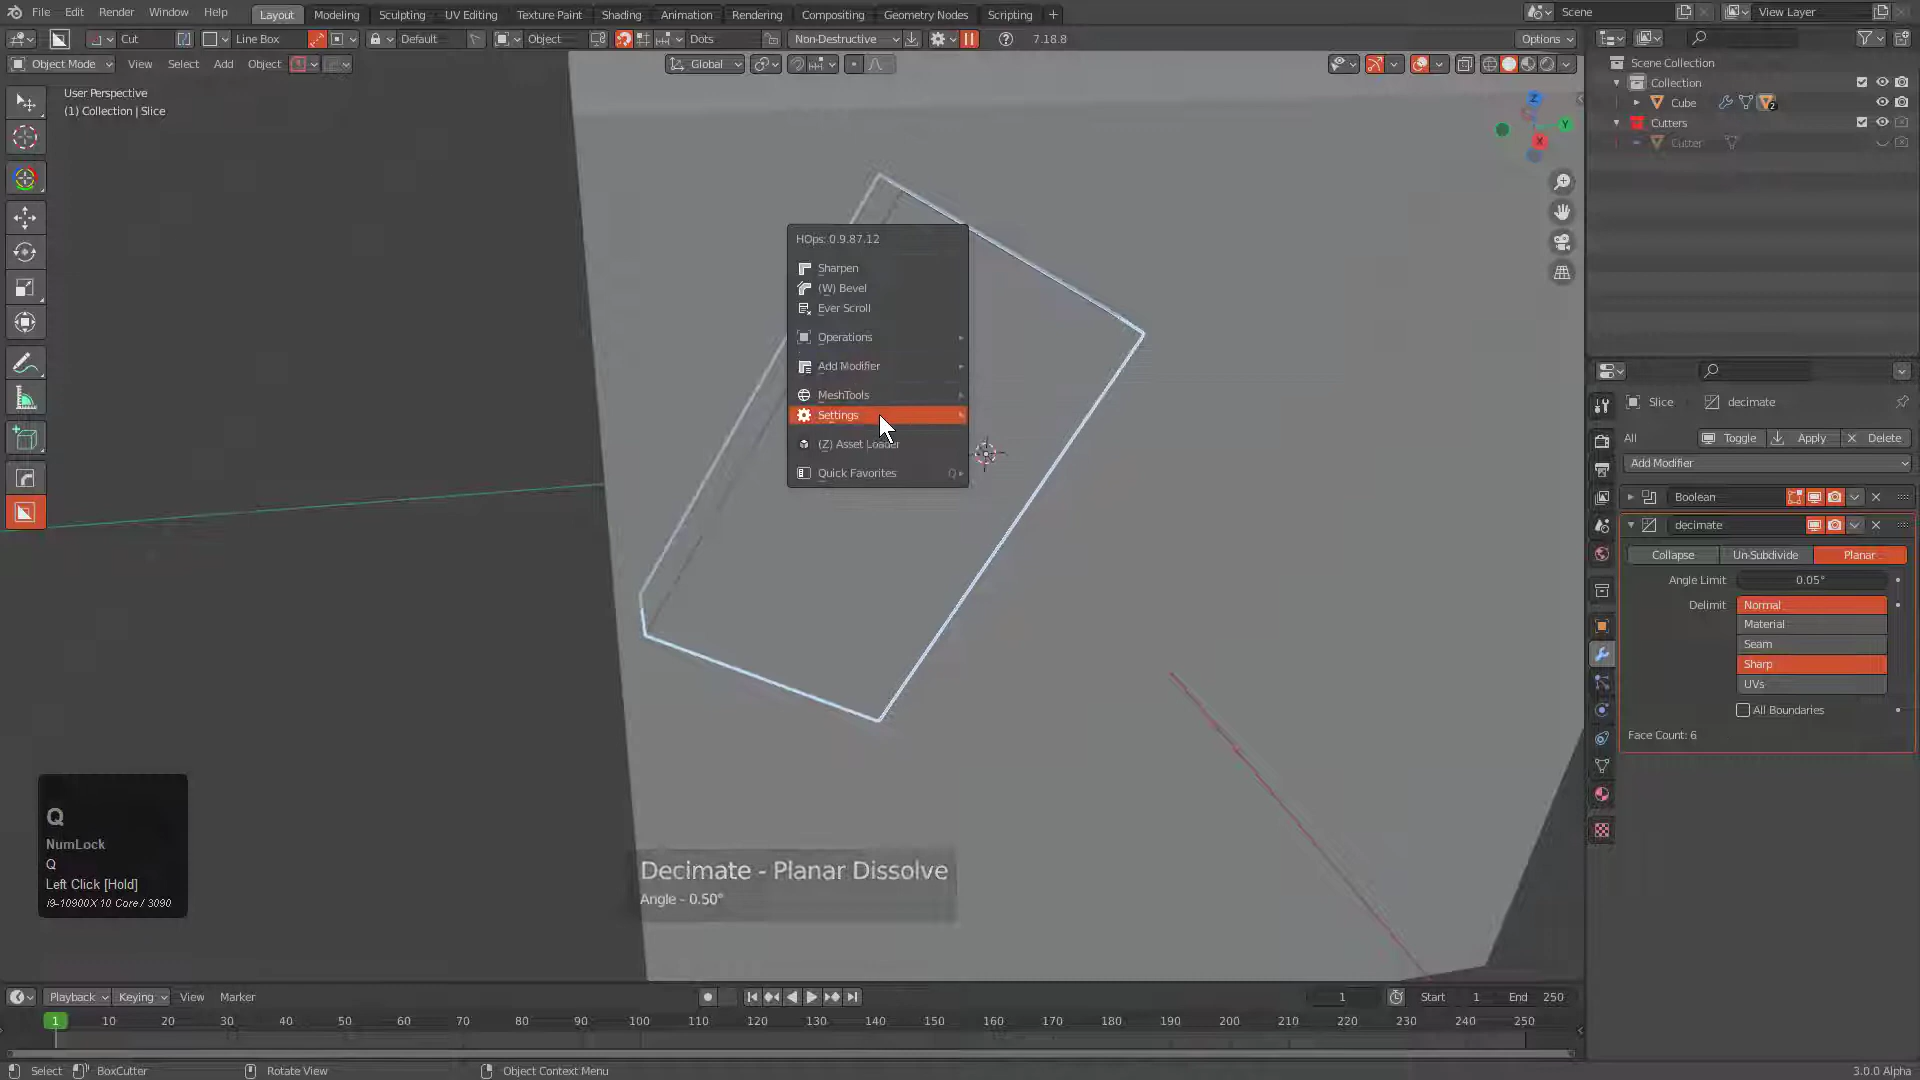 File Edit Render Window Help Layout Modeling Sculpting UV Editing Texture Paint Shading Animation Rendering Compositing Geometry Nodes Scripting + Scene View Layer
Cut Line Box Default Object Dots Non-Destructive 7.18.8 Options
Object Mode View Select Add Object Global
User Perspective
(1) Collection | Slice
Scene Collection
Collection
Cube 2
Cutters
Cutter
Z
Y
X
HOps: 0.9.87.12
Sharpen
(W) Bevel
Ever Scroll
Operations
Add Modifier
MeshTools
Settings
(Z) Asset Loader
Quick Favorites Q
Slice decimate
All Toggle Apply Delete
Add Modifier
Boolean
decimate
Collapse Un-Subdivide Planar
Angle Limit 0.05°
Delimit Normal
Material
Seam
Sharp
UVs
All Boundaries
Face Count: 6
Q
NumLock
Q
Left Click [Hold]
i9-10900X 10 Core / 3090
Decimate - Planar Dissolve
Angle - 0.50°
Playback Keying View Marker 1 Start 1 End 250
1 10 20 30 40 50 60 70 80 90 100 110 120 130 140 150 160 170 180 190 200 210 220 230 240 250
Select BoxCutter Rotate View Object Context Menu 3.0.0 Alpha